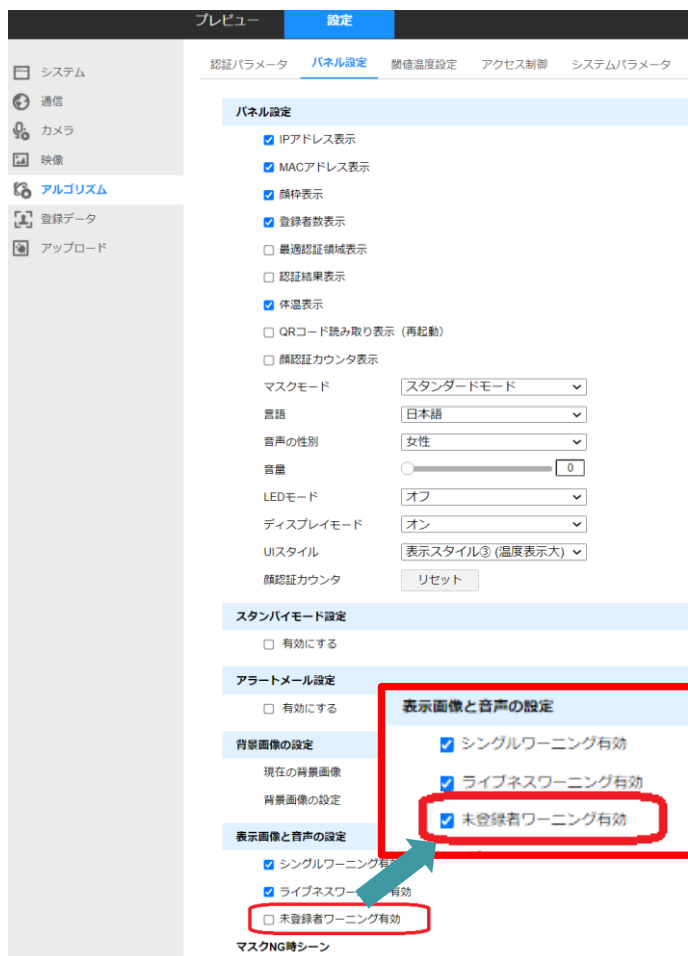 プレビュー 設定
システム
通信
カメラ
映像
アルゴリズム
登録データ
アップロード
認証パラメータ パネル設定 閾値温度設定 アクセス制御 システムパラメータ
パネル設定
IPアドレス表示
MACアドレス表示
顔枠表示
登録者数表示
最適認証領域表示
認証結果表示
体温表示
QRコード読み取り表示（再起動）
顔認証カウンタ表示
マスクモード スタンダードモード
言語 日本語
音声の性別 女性
音量 0
LEDモード オフ
ディスプレイモード オン
UIスタイル 表示スタイル③ (温度表示大)
顔認証カウンタ リセット
スタンバイモード設定
有効にする
アラートメール設定
有効にする
背景画像の設定
現在の背景画像
背景画像の設定
表示画像と音声の設定
シングルワーニング有
ライブネスワーニング有効
未登録者ワーニング有効
マスクNG時シーン
表示画像と音声の設定
シングルワーニング有効
ライブネスワーニング有効
未登録者ワーニング有効